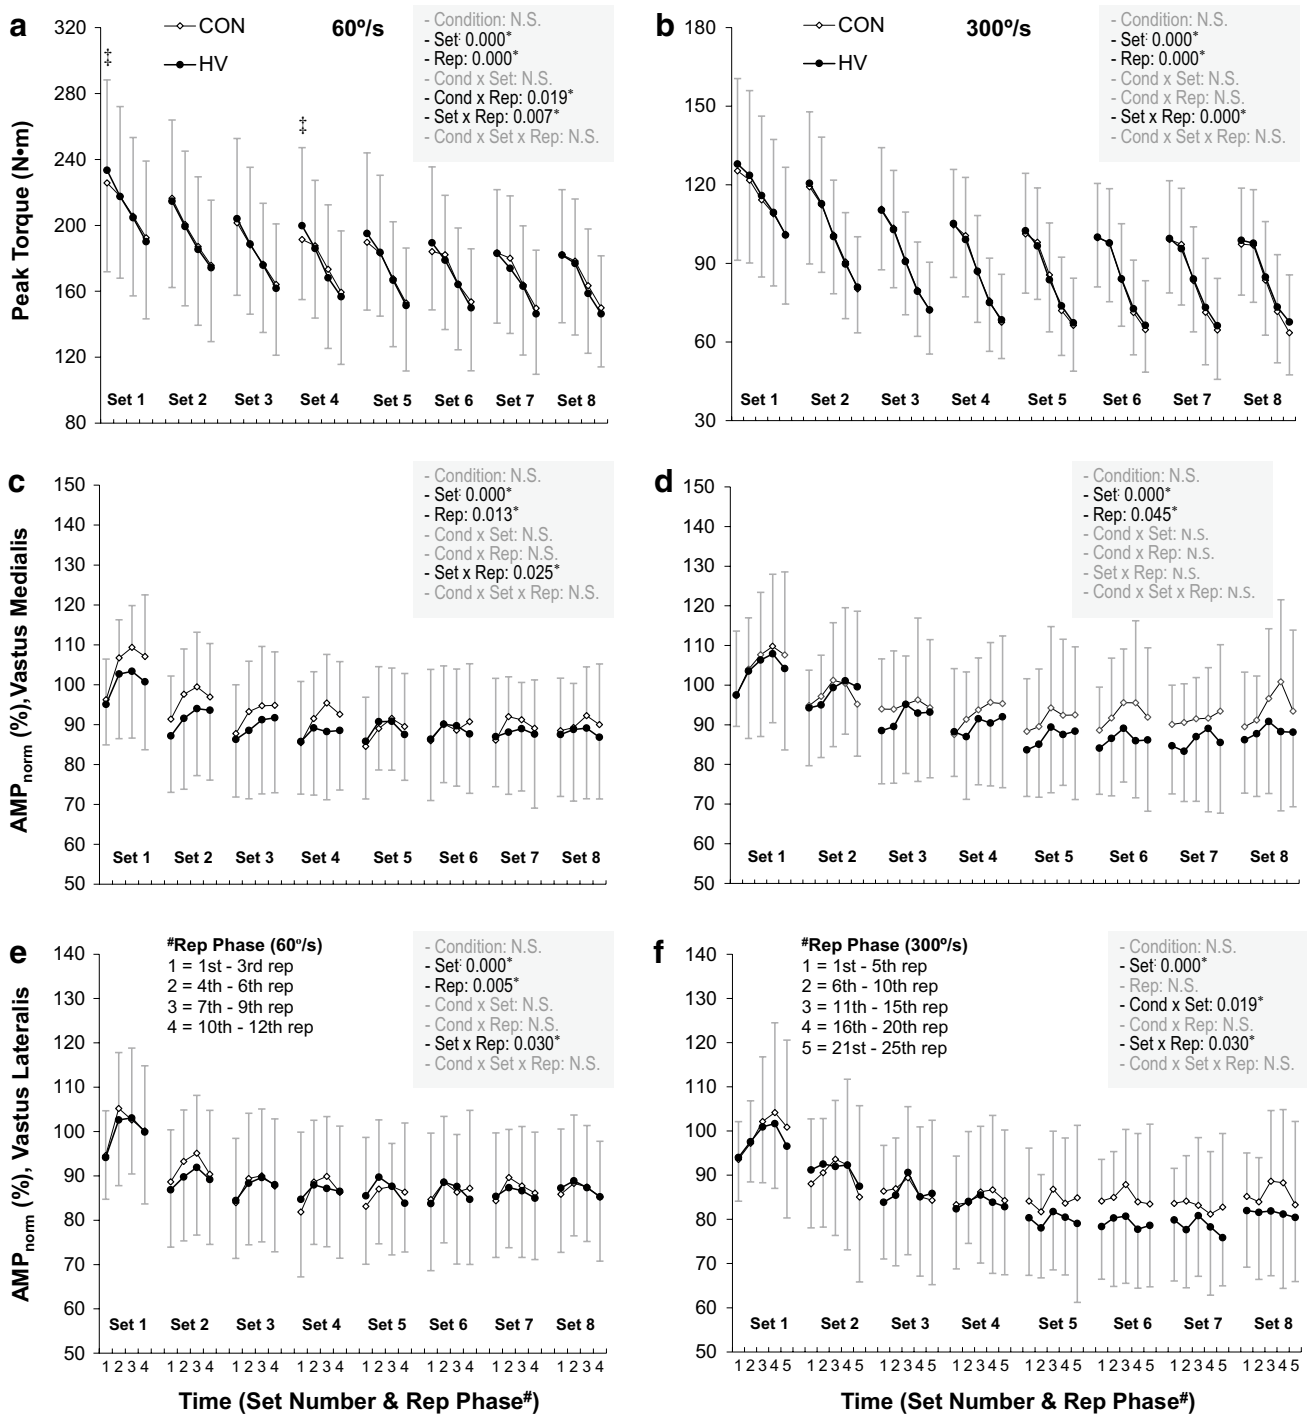 a
CON
HV
60º/s
‡
‡
- Condition: N.S.
- Set: 0.000*
- Rep: 0.000*
- Cond x Set: N.S.
- Cond x Rep: 0.019*
- Set x Rep: 0.007*
- Cond x Set x Rep: N.S.
Peak Torque (N•m)
320
280
240
200
160
120
80
Set 1 Set 2 Set 3 Set 4 Set 5 Set 6 Set 7 Set 8
b
CON
HV
300º/s
- Condition: N.S.
- Set: 0.000*
- Rep: 0.000*
- Cond x Set: N.S.
- Cond x Rep: N.S.
- Set x Rep: 0.000*
- Cond x Set x Rep: N.S.
180
150
120
90
60
30
Set 1 Set 2 Set 3 Set 4 Set 5 Set 6 Set 7 Set 8
c
- Condition: N.S.
- Set: 0.000*
- Rep: 0.013*
- Cond x Set: N.S.
- Cond x Rep: N.S.
- Set x Rep: 0.025*
- Cond x Set x Rep: N.S.
AMPnorm (%),Vastus Medialis
150
140
130
120
110
100
90
80
70
60
50
Set 1 Set 2 Set 3 Set 4 Set 5 Set 6 Set 7 Set 8
d
- Condition: N.S.
- Set: 0.000*
- Rep: 0.045*
- Cond x Set: N.S.
- Cond x Rep: N.S.
- Set x Rep: N.S.
- Cond x Set x Rep: N.S.
150
140
130
120
110
100
90
80
70
60
50
Set 1 Set 2 Set 3 Set 4 Set 5 Set 6 Set 7 Set 8
e
#Rep Phase (60º/s)
1 = 1st - 3rd rep
2 = 4th - 6th rep
3 = 7th - 9th rep
4 = 10th - 12th rep
- Condition: N.S.
- Set: 0.000*
- Rep: 0.005*
- Cond x Set: N.S.
- Cond x Rep: N.S.
- Set x Rep: 0.030*
- Cond x Set x Rep: N.S.
AMPnorm (%), Vastus Lateralis
140
130
120
110
100
90
80
70
60
50
Set 1 Set 2 Set 3 Set 4 Set 5 Set 6 Set 7 Set 8
1 2 3 4 1 2 3 4 1 2 3 4 1 2 3 4 1 2 3 4 1 2 3 4 1 2 3 4 1 2 3 4
Time (Set Number & Rep Phase#)
f
#Rep Phase (300º/s)
1 = 1st - 5th rep
2 = 6th - 10th rep
3 = 11th - 15th rep
4 = 16th - 20th rep
5 = 21st - 25th rep
- Condition: N.S.
- Set: 0.000*
- Rep: N.S.
- Cond x Set: 0.019*
- Cond x Rep: N.S.
- Set x Rep: 0.030*
- Cond x Set x Rep: N.S.
140
130
120
110
100
90
80
70
60
50
Set 1 Set 2 Set 3 Set 4 Set 5 Set 6 Set 7 Set 8
1 2 3 4 5 1 2 3 4 5 1 2 3 4 5 1 2 3 4 5 1 2 3 4 5 1 2 3 4 5 1 2 3 4 5 1 2 3 4 5
Time (Set Number & Rep Phase#)